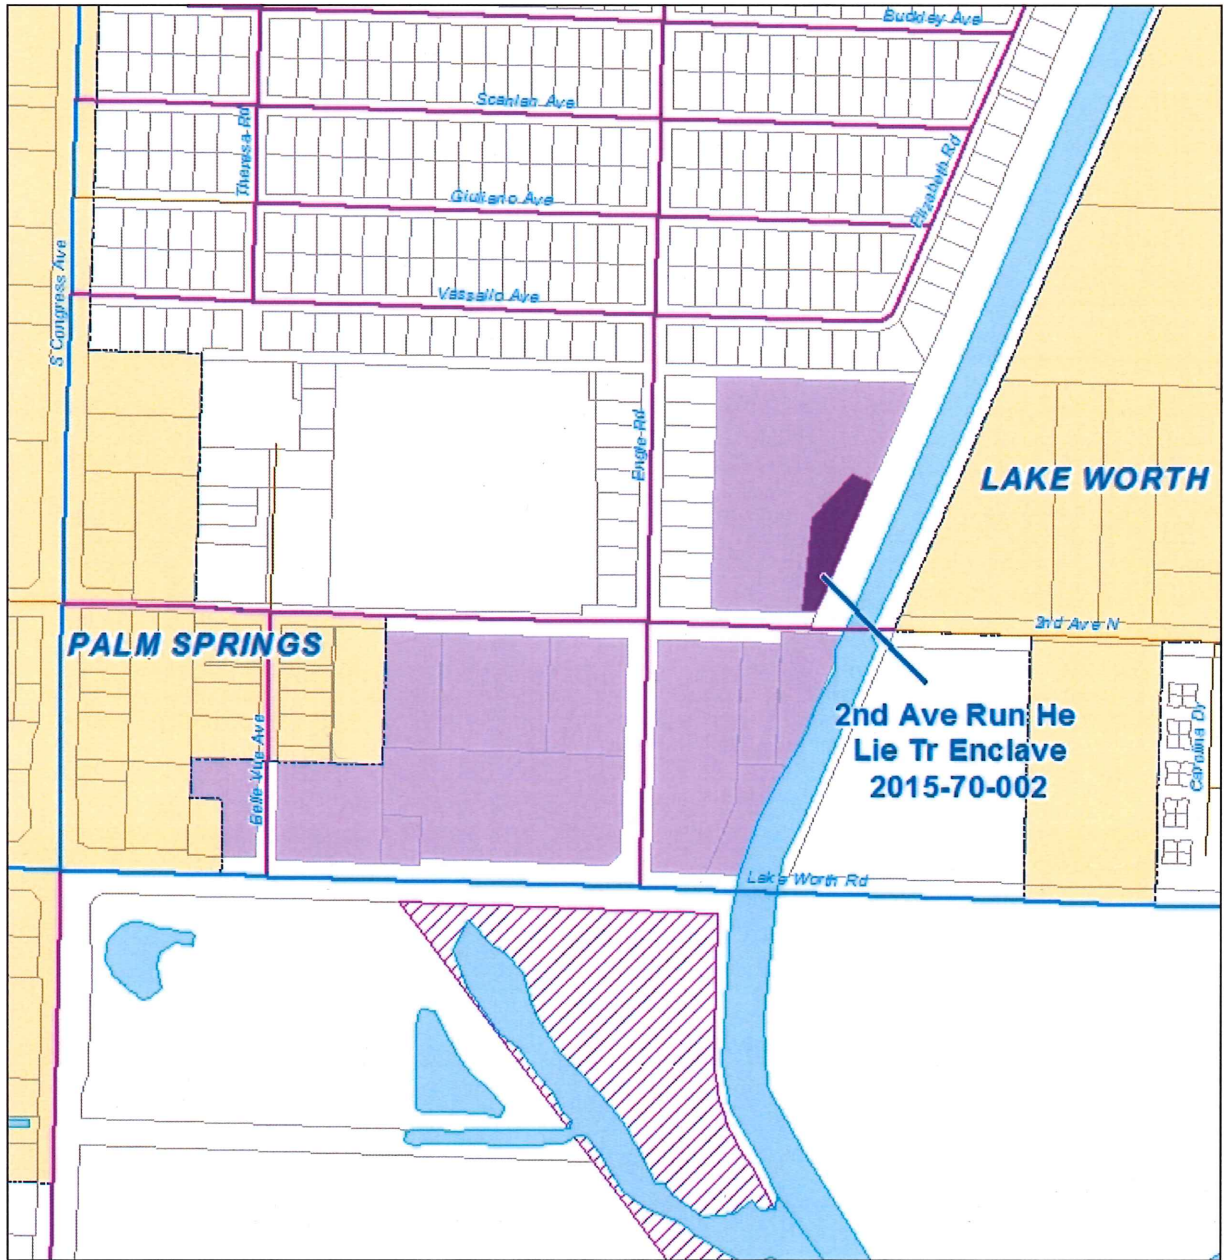 Buckley Ave
Scanlan Ave
Theresa Rd
Elizabeth Rd
Giuliano Ave
S Congress Ave
Vassallo Ave
Engle Rd
LAKE WORTH
2nd Ave N
PALM SPRINGS
2nd Ave Run He
Lie Tr Enclave
2015-70-002
Carolina Dr
Belle Vue Ave
Lake Worth Rd